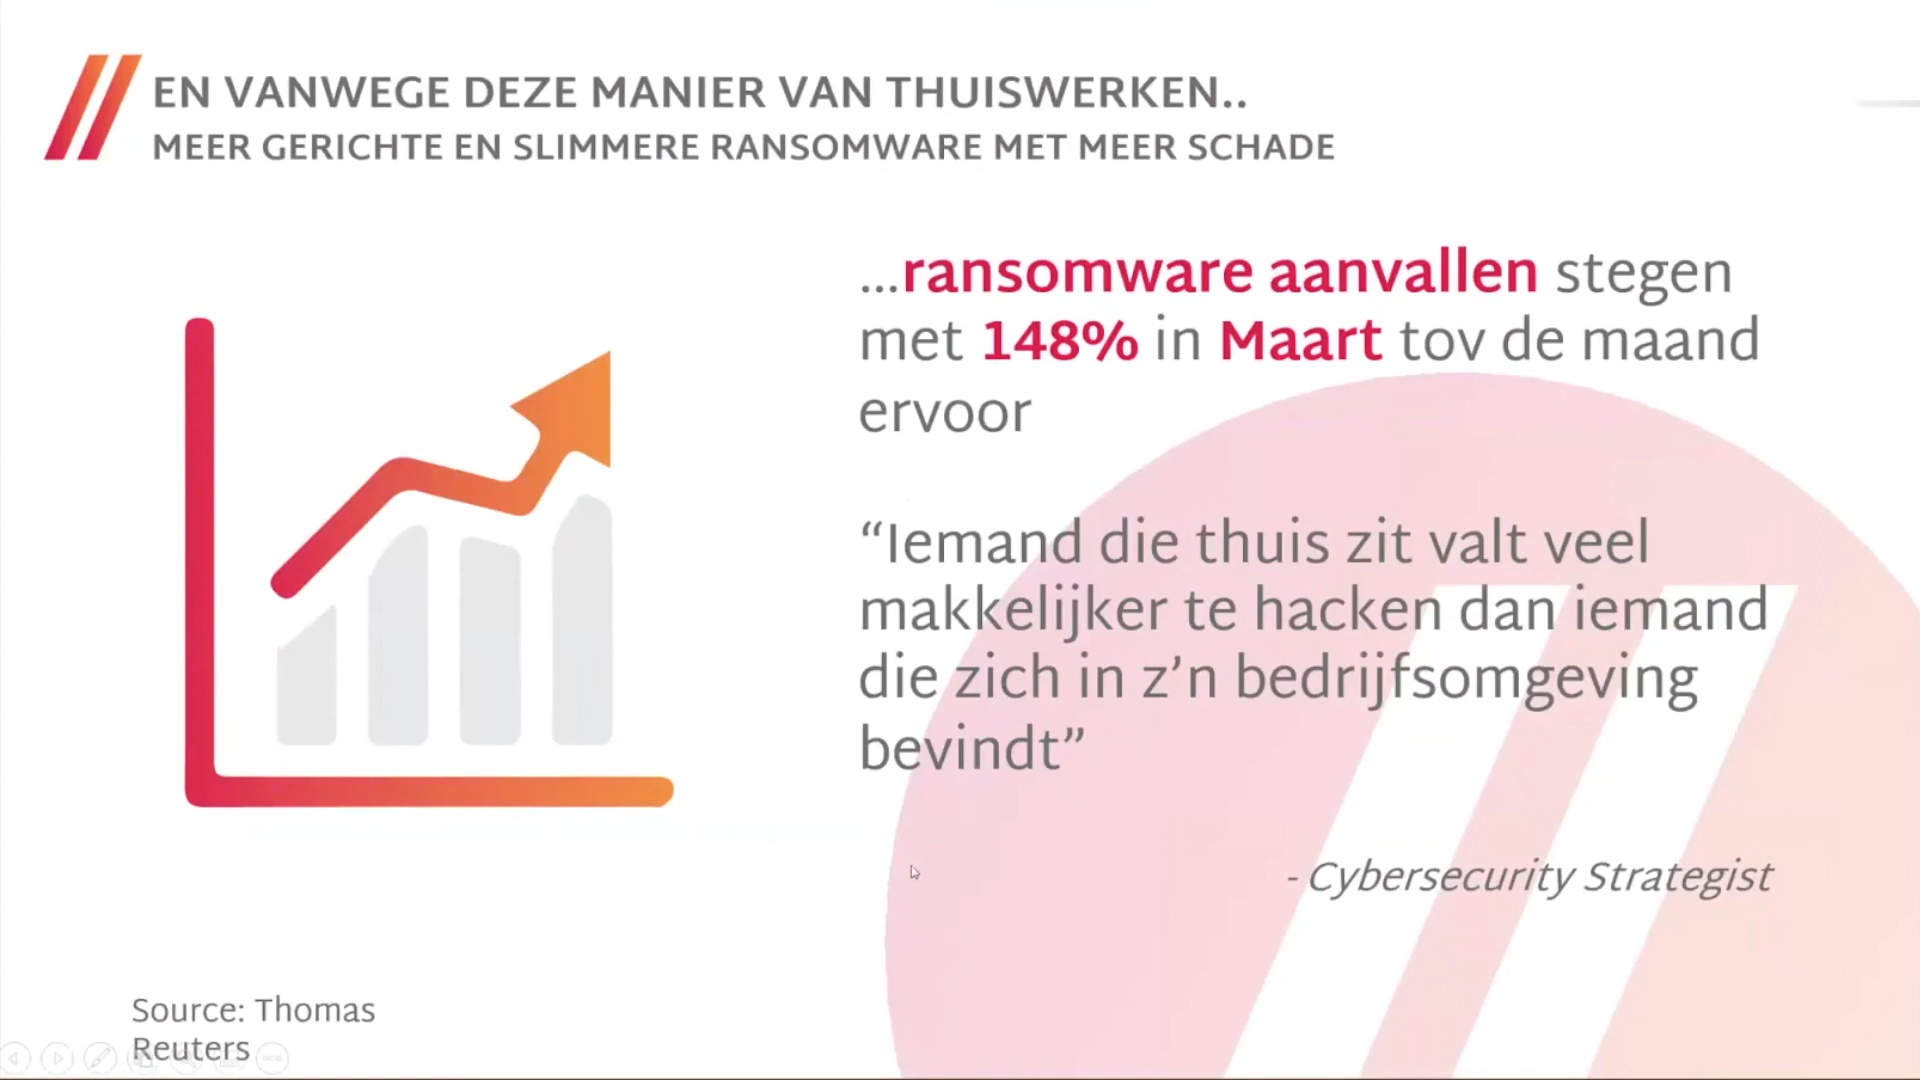 EN VANWEGE DEZE MANIER VAN THUISWERKEN..
MEER GERICHTE EN SLIMMERE RANSOMWARE MET MEER SCHADE
...ransomware aanvallen stegen
met 148% in Maart tov de maand
ervoor
“Iemand die thuis zit valt veel
makkelijker te hacken dan iemand
die zich in z’n bedrijfsomgeving
bevindt”
- Cybersecurity Strategist
Source: Thomas
Reuters